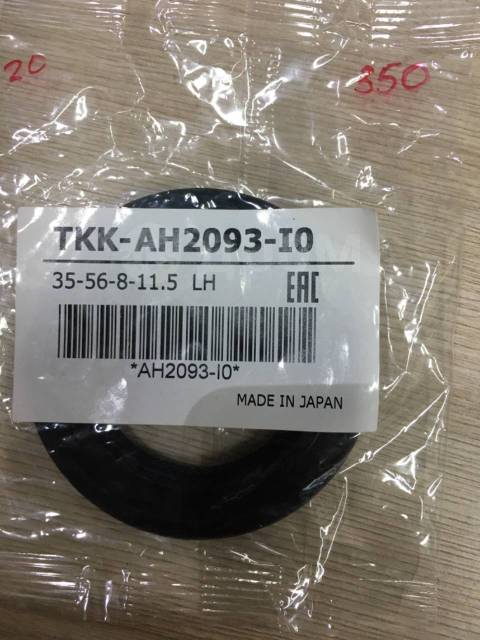 20
350
TKK-AH2093-I0
35-56-8-11.5 LH
EAC
*AH2093-I0*
MADE IN JAPAN